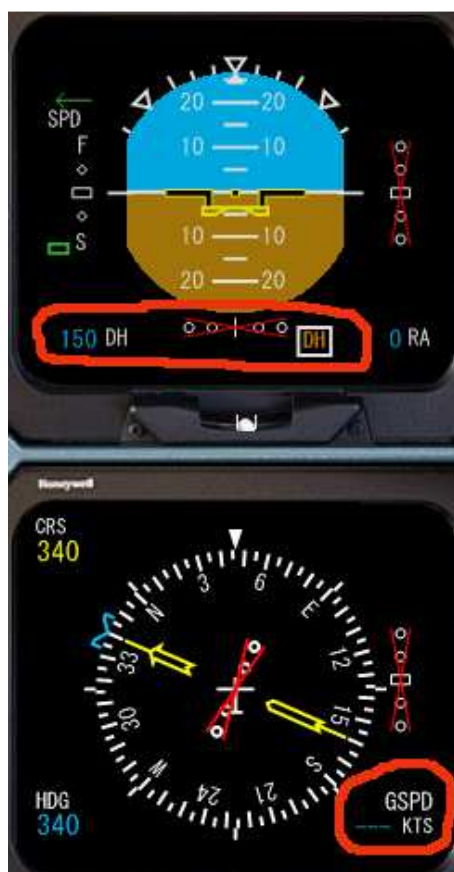 20 20
SPD
F
10 10
S
10 10
20 20
150 DH
DH
0 RA
Honeywell
CRS
340
3 6
N E
33 12
30 15
W S
24 21
HDG
340
GSPD
--- KTS